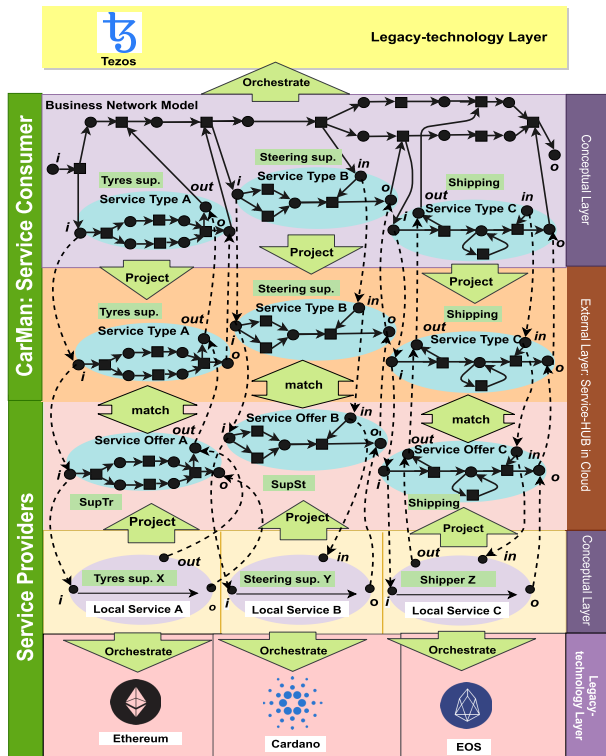 Legacy-technology Layer
Tezos
Orchestrate
Business Network Model
i
Steering sup.
in
Tyres sup.
Service Type B
out
Shipping
Service Type A
i
out
o
Service Type C
in
i
o
i
o
Project
Project
Project
Steering sup.
Tyres sup.
Service Type B
in
Shipping
Service Type A
out
i
o
out
Service Type C
in
i
o
i
o
match
match
match
Service Offer B
in
Service Offer A
out
i
o
out
Service Offer C
in
i
o
SupTr
SupSt
i
o
Shipping
Project
Project
Project
out
in
out
in
Tyres sup. X
Steering sup. Y
Shipper Z
i
o
i
o
i
o
Local Service A
Local Service B
Local Service C
Orchestrate
Orchestrate
Orchestrate
Ethereum
Cardano
EOS
CarMan: Service Consumer
Service Providers
Conceptual Layer
External Layer: Service-HUB in Cloud
Conceptual Layer
Legacy-
technology Layer
o